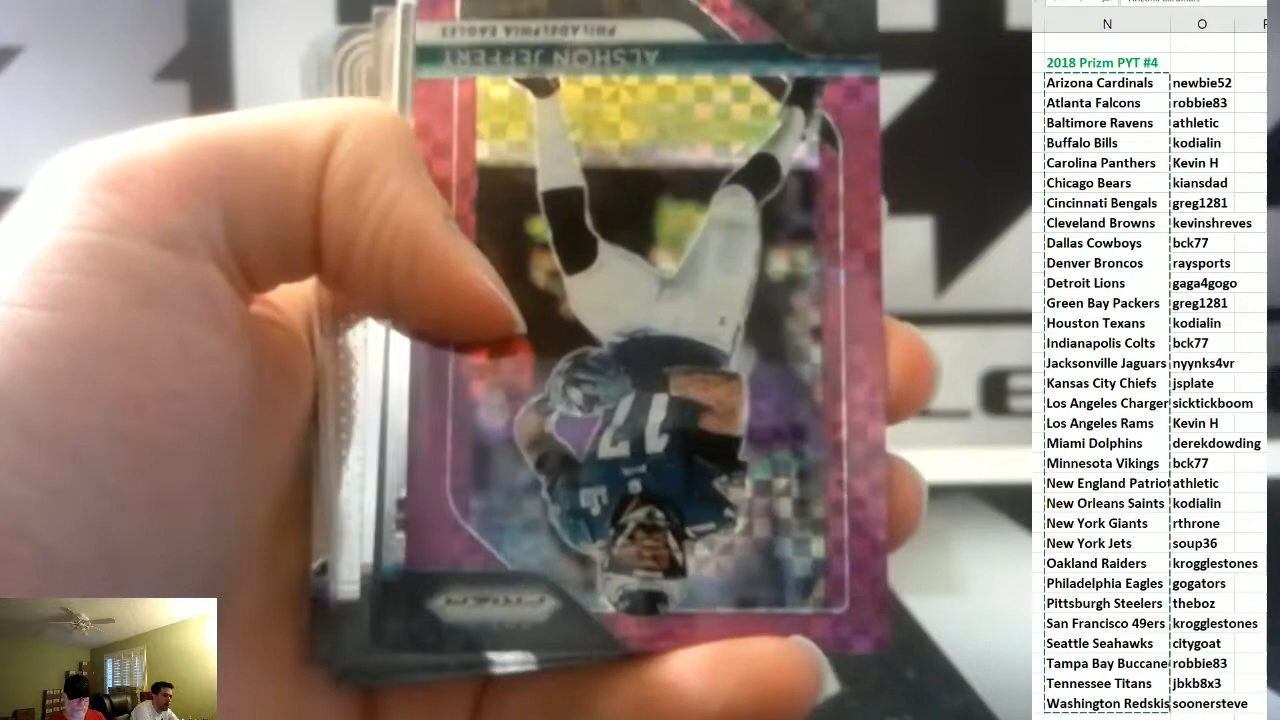 PHILADELPHIA EAGLES
ALSHON JEFFERY
17
PRIZM
N O
2018 Prizm PYT #4
Arizona Cardinals newbie52
Atlanta Falcons robbie83
Baltimore Ravens athletic
Buffalo Bills kodialin
Carolina Panthers Kevin H
Chicago Bears kiansdad
Cincinnati Bengals greg1281
Cleveland Browns kevinshreves
Dallas Cowboys bck77
Denver Broncos raysports
Detroit Lions gaga4gogo
Green Bay Packers greg1281
Houston Texans kodialin
Indianapolis Colts bck77
Jacksonville Jaguars nyynks4vr
Kansas City Chiefs jsplate
Los Angeles Charger sicktickboom
Los Angeles Rams Kevin H
Miami Dolphins derekdowding
Minnesota Vikings bck77
New England Patriot athletic
New Orleans Saints kodialin
New York Giants rthrone
New York Jets soup36
Oakland Raiders krogglestones
Philadelphia Eagles gogators
Pittsburgh Steelers theboz
San Francisco 49ers krogglestones
Seattle Seahawks citygoat
Tampa Bay Buccane robbie83
Tennessee Titans jbkb8x3
Washington Redskis soonersteve